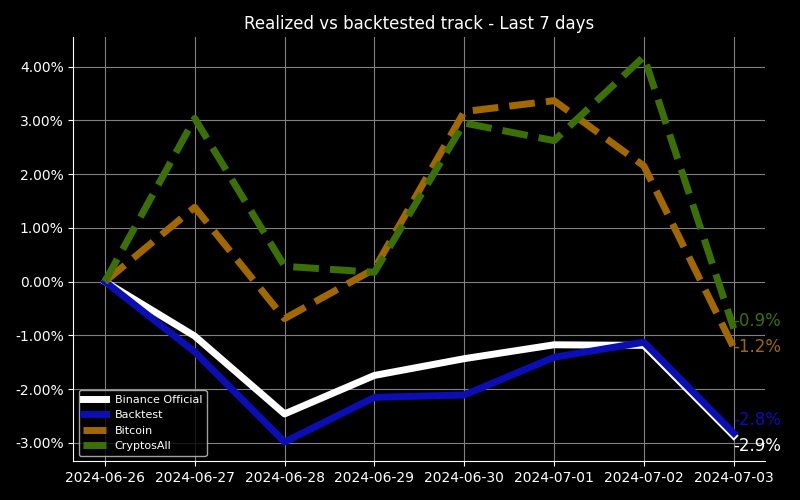 Realized vs backtested track - Last 7 days
4.00%
3.00%
2.00%
1.00%
0.00%
-1.00%
-2.00%
-3.00%
-0.9%
-1.2%
-2.8%
-2.9%
Binance Official
Backtest
Bitcoin
CryptosAll
2024-06-26 2024-06-27 2024-06-28 2024-06-29 2024-06-30 2024-07-01 2024-07-02 2024-07-03